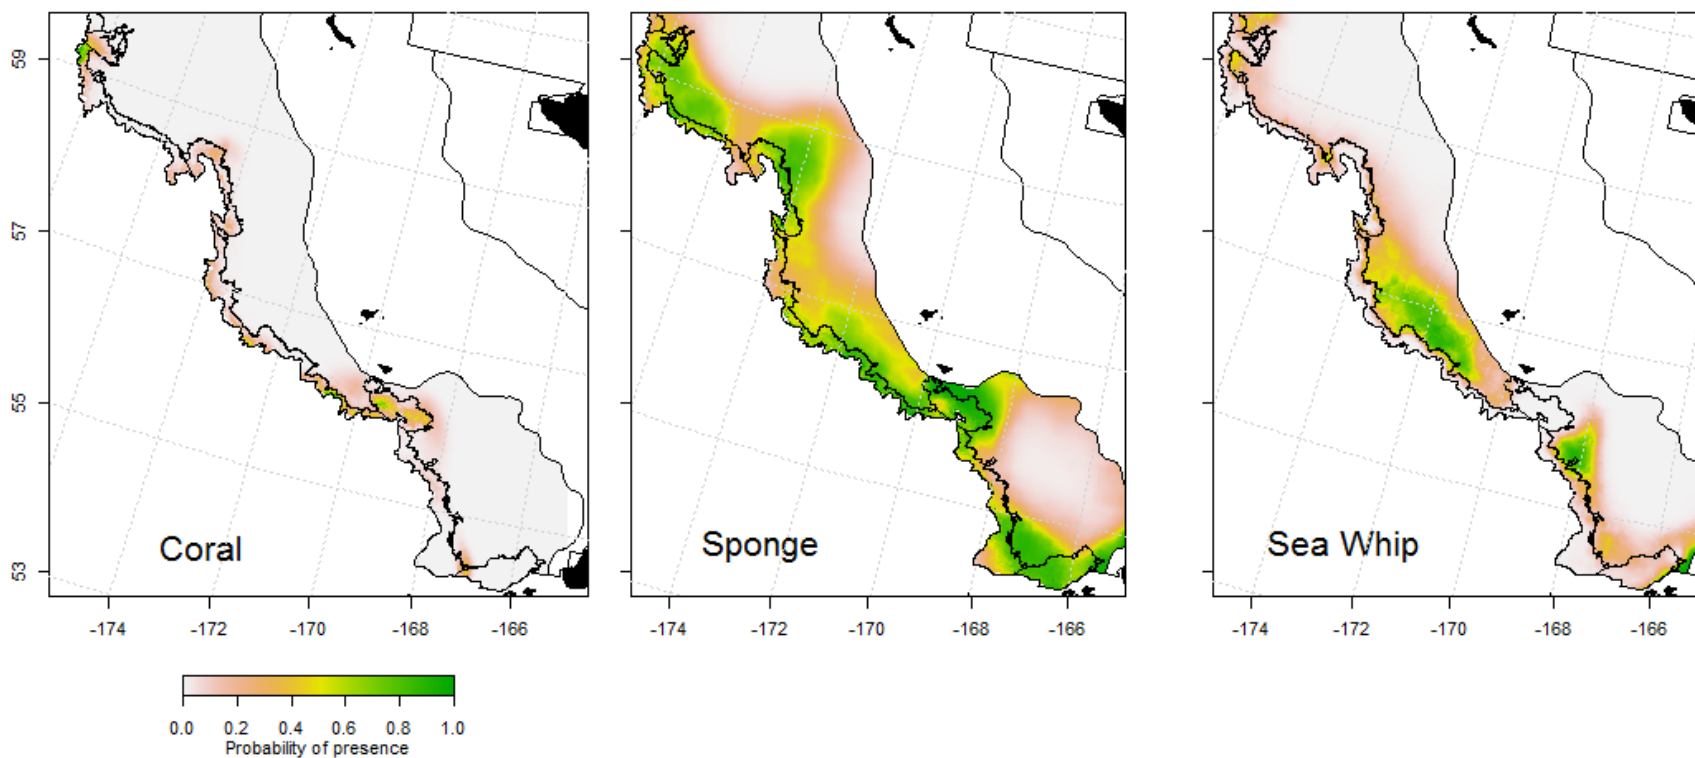 59
57
55
53
Coral
Sponge
Sea Whip
-174 -172 -170 -168 -166
-174 -172 -170 -168 -166
-174 -172 -170 -168 -166
0.0 0.2 0.4 0.6 0.8 1.0
Probability of presence